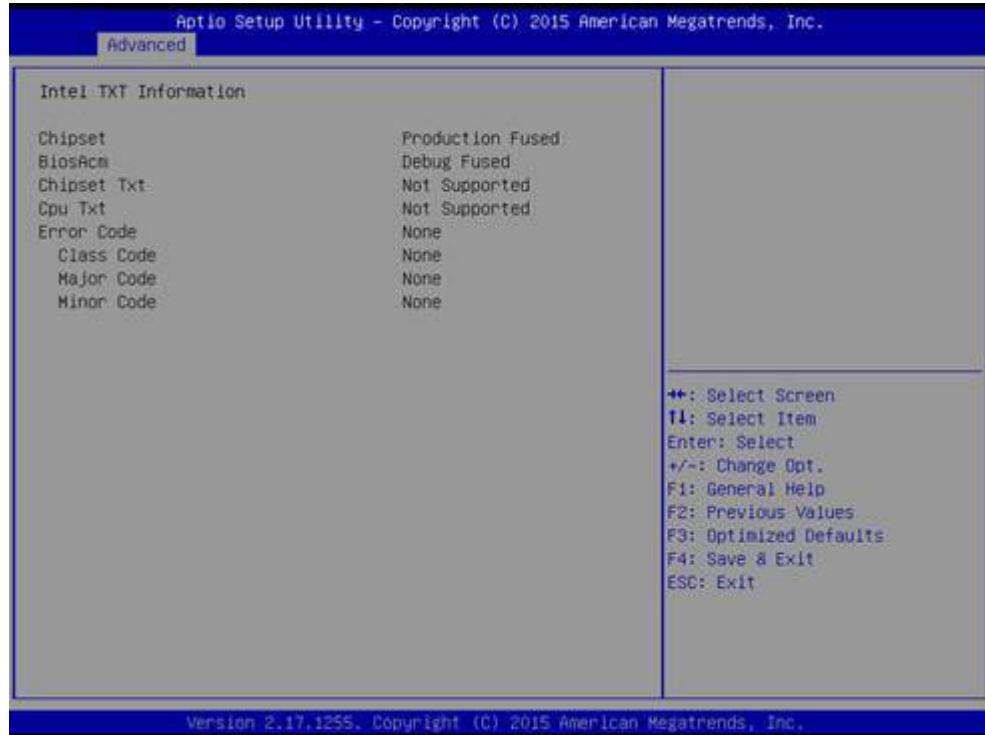 Aptio Setup Utility – Copyright (C) 2015 American Megatrends, Inc.
Advanced
Intel TXT Information
Chipset Production Fused
BiosAcm Debug Fused
Chipset Txt Not Supported
Cpu Txt Not Supported
Error Code None
Class Code None
Major Code None
Minor Code None
→←: Select Screen
↑↓: Select Item
Enter: Select
+/-: Change Opt.
F1: General Help
F2: Previous Values
F3: Optimized Defaults
F4: Save & Exit
ESC: Exit
Version 2.17.1255. Copyright (C) 2015 American Megatrends, Inc.